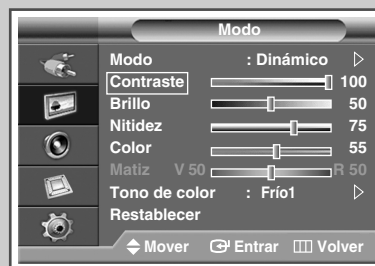 Modo
Modo : Dinámico
Contraste 100
Brillo 50
Nitidez 75
Color 55
Matiz V 50 R 50
Tono de color : Frío1
Restablecer
Mover Entrar Volver